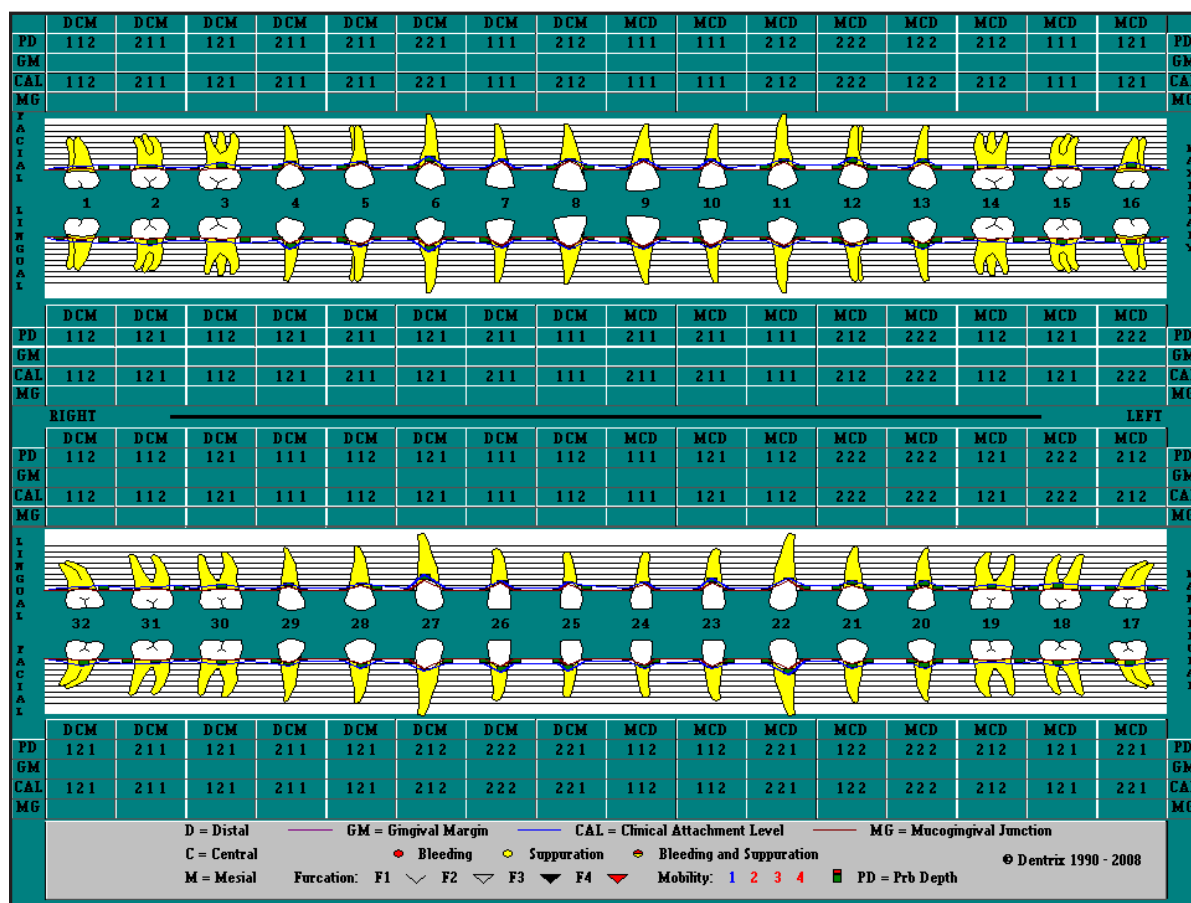 DCM DCM DCM DCM DCM DCM DCM DCM MCD MCD MCD MCD MCD MCD MCD MCD
PD 112 211 121 211 211 221 111 212 111 111 212 222 122 212 111 121 PD
GM GM
CAL 112 211 121 211 211 221 111 212 111 111 212 222 122 212 111 121 CA
MG MG
FACIAL
MAXILLARY
1 2 3 4 5 6 7 8 9 10 11 12 13 14 15 16
LINGUAL
DCM DCM DCM DCM DCM DCM DCM DCM MCD MCD MCD MCD MCD MCD MCD MCD
PD 112 121 112 121 211 121 211 111 211 211 111 212 222 112 121 222 PD
GM GM
CAL 112 121 112 121 211 121 211 111 211 211 111 212 222 112 121 222 CA
MG MG
RIGHT LEFT
DCM DCM DCM DCM DCM DCM DCM DCM MCD MCD MCD MCD MCD MCD MCD MCD
PD 112 112 121 111 112 121 111 112 111 121 112 222 222 121 222 212 PD
GM GM
CAL 112 112 121 111 112 121 111 112 111 121 112 222 222 121 222 212 CA
MG MG
LINGUAL
32 31 30 29 28 27 26 25 24 23 22 21 20 19 18 17
FACIAL
DCM DCM DCM DCM DCM DCM DCM DCM MCD MCD MCD MCD MCD MCD MCD MCD
PD 121 211 121 211 121 212 222 221 112 112 221 122 222 212 121 221 PD
GM GM
CAL 121 211 121 211 121 212 222 221 112 112 221 122 222 212 121 221 CA
MG MG
D = Distal GM = Gingival Margin CAL = Clinical Attachment Level MG = Mucogingival Junction
C = Central Bleeding Suppuration Bleeding and Suppuration © Dentrix 1990 - 2008
M = Mesial Furcation: F1 F2 F3 F4 Mobility: 1 2 3 4 PD = Prb Depth